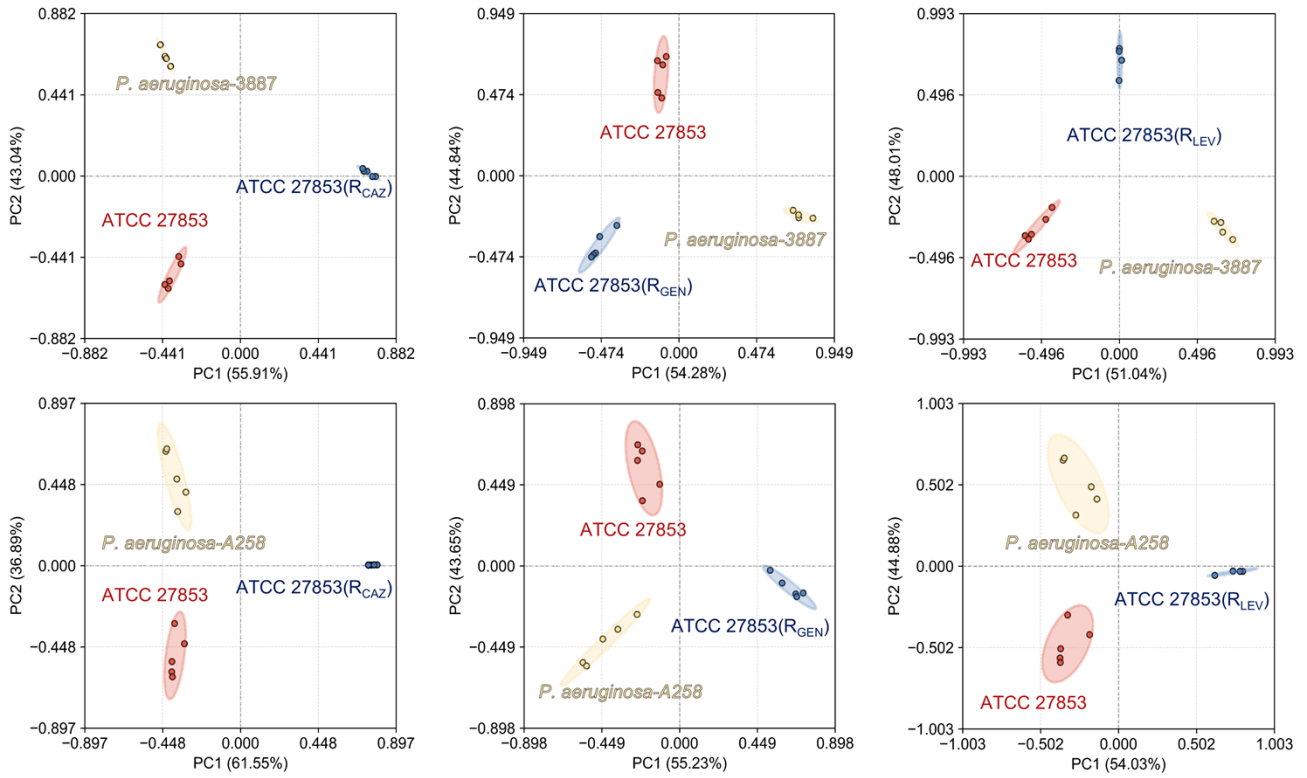 0.882
0.441
0.000
−0.441
−0.882
PC2 (43.04%)
P. aeruginosa-3887
ATCC 27853(R_CAZ)
ATCC 27853
−0.882 −0.441 0.000 0.441 0.882
PC1 (55.91%)
0.949
0.474
0.000
−0.474
−0.949
PC2 (44.84%)
ATCC 27853
P. aeruginosa-3887
ATCC 27853(R_GEN)
−0.949 −0.474 0.000 0.474 0.949
PC1 (54.28%)
0.993
0.496
0.000
−0.496
−0.993
PC2 (48.01%)
ATCC 27853(R_LEV)
ATCC 27853
P. aeruginosa-3887
−0.993 −0.496 0.000 0.496 0.993
PC1 (51.04%)
0.897
0.448
0.000
−0.448
−0.897
PC2 (36.89%)
P. aeruginosa-A258
ATCC 27853
ATCC 27853(R_CAZ)
−0.897 −0.448 0.000 0.448 0.897
PC1 (61.55%)
0.898
0.449
0.000
−0.449
−0.898
PC2 (43.65%)
ATCC 27853
ATCC 27853(R_GEN)
P. aeruginosa-A258
−0.898 −0.449 0.000 0.449 0.898
PC1 (55.23%)
1.003
0.502
0.000
−0.502
−1.003
PC2 (44.88%)
P. aeruginosa-A258
ATCC 27853(R_LEV)
ATCC 27853
−1.003 −0.502 0.000 0.502 1.003
PC1 (54.03%)